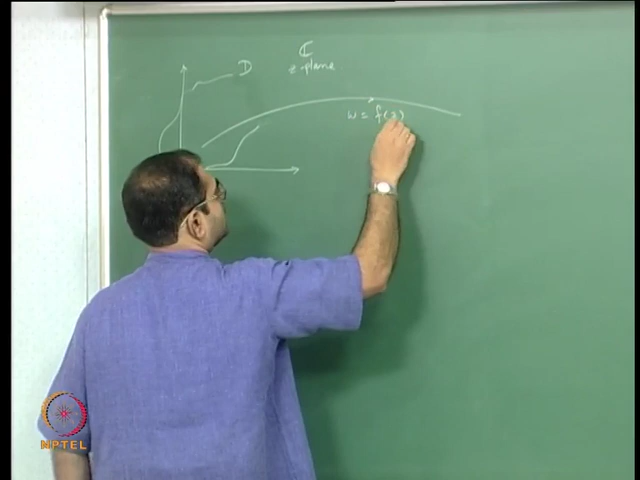 ℂ
D z-plane
w = f(z)
NPTEL